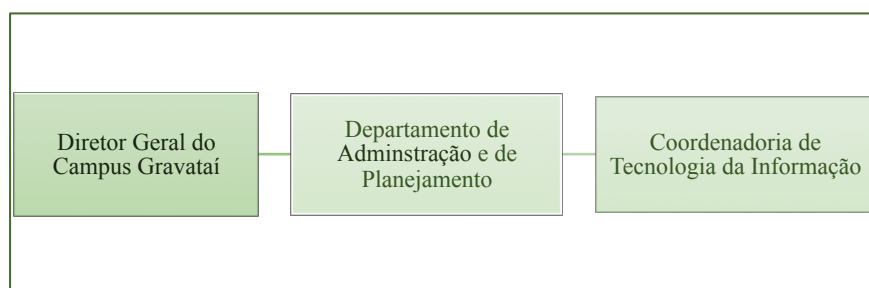 Diretor Geral do
Campus Gravataí
Departamento de
Adminstração e de
Planejamento
Coordenadoria de
Tecnologia da Informação